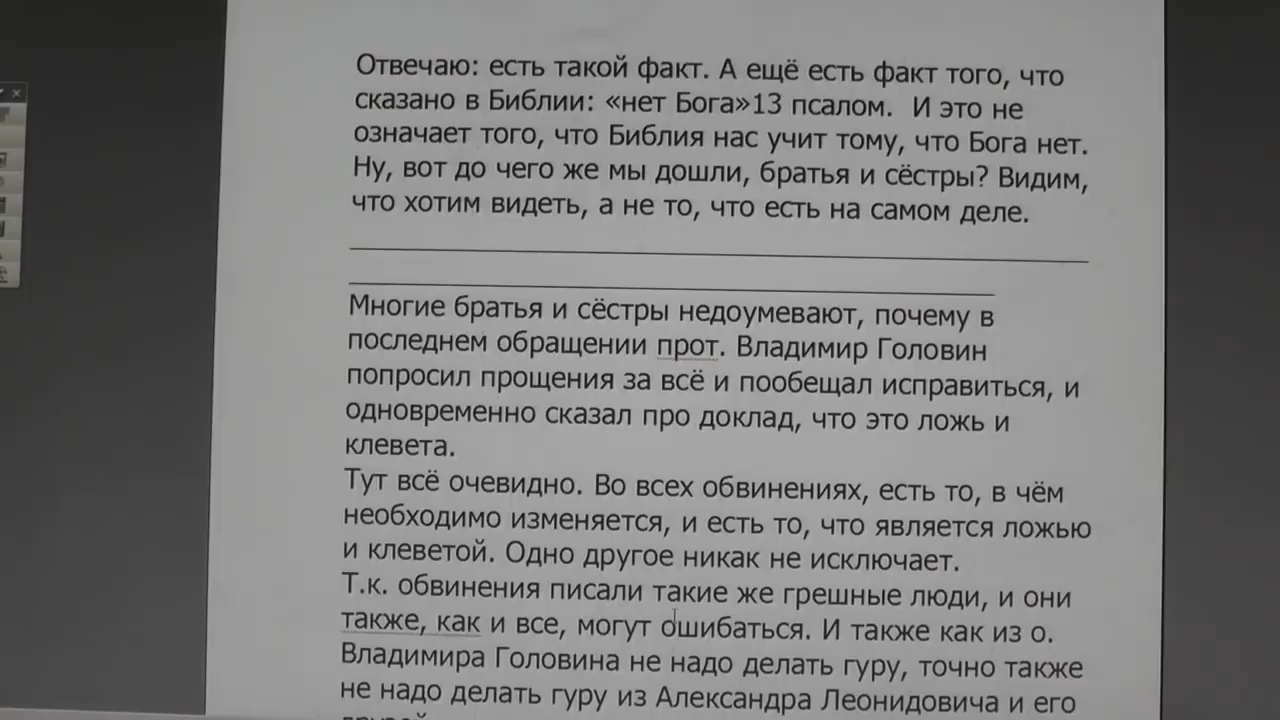 Отвечаю: есть такой факт. А ещё есть факт того, что
сказано в Библии: «нет Бога»13 псалом.  И это не
означает того, что Библия нас учит тому, что Бога нет.
Ну, вот до чего же мы дошли, братья и сёстры? Видим,
что хотим видеть, а не то, что есть на самом деле.
Многие братья и сёстры недоумевают, почему в
последнем обращении прот. Владимир Головин
попросил прощения за всё и пообещал исправиться, и
одновременно сказал про доклад, что это ложь и
клевета.
Тут всё очевидно. Во всех обвинениях, есть то, в чём
необходимо изменяется, и есть то, что является ложью
и клеветой. Одно другое никак не исключает.
Т.к. обвинения писали такие же грешные люди, и они
также, как и все, могут ошибаться. И также как из о.
Владимира Головина не надо делать гуру, точно также
не надо делать гуру из Александра Леонидовича и его